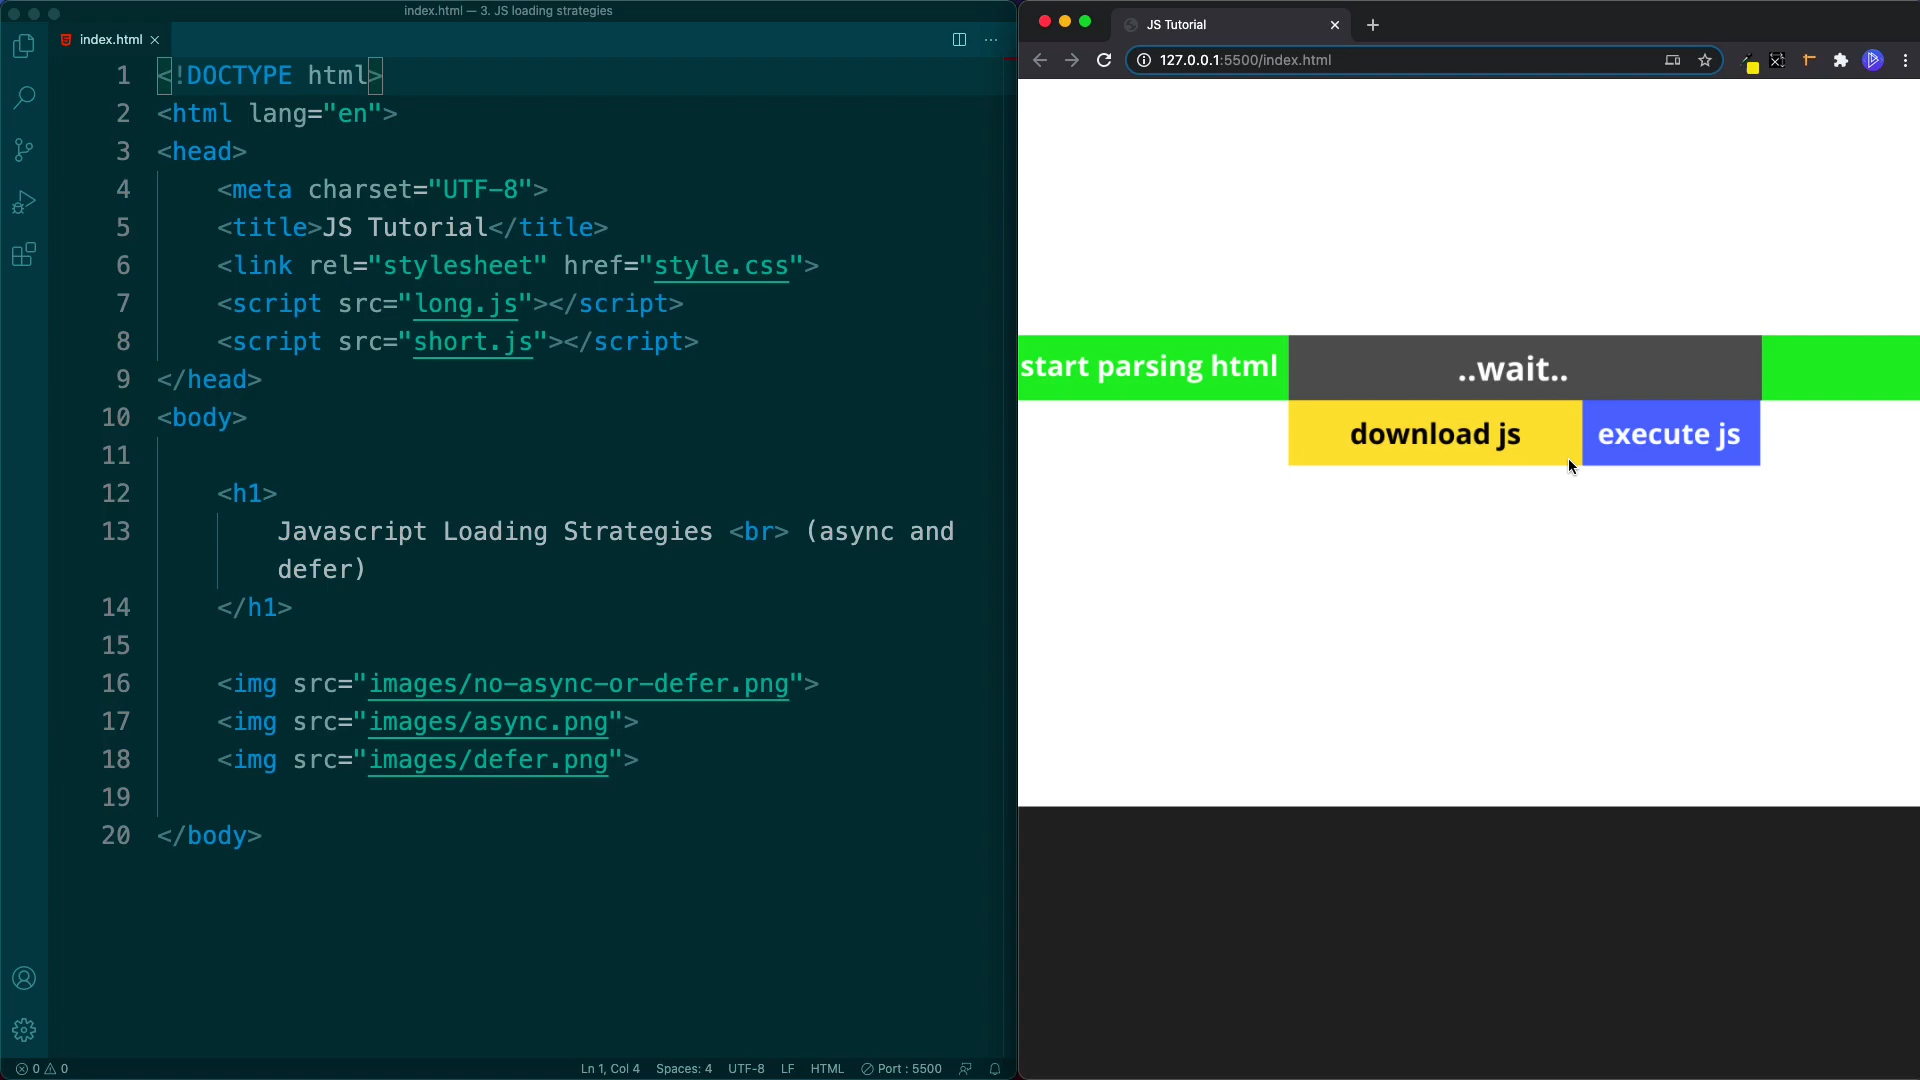 index.html — 3. JS loading strategies
index.html
1 <!DOCTYPE html>
2 <html lang="en">
3 <head>
4 <meta charset="UTF-8">
5 <title>JS Tutorial</title>
6 <link rel="stylesheet" href="style.css">
7 <script src="long.js"></script>
8 <script src="short.js"></script>
9 </head>
10 <body>
11
12 <h1>
13 Javascript Loading Strategies <br> (async and
defer)
14 </h1>
15
16 <img src="images/no-async-or-defer.png">
17 <img src="images/async.png">
18 <img src="images/defer.png">
19
20 </body>
0 0
Ln 1, Col 4 Spaces: 4 UTF-8 LF HTML Port : 5500
JS Tutorial
127.0.0.1:5500/index.html
start parsing html ..wait..
download js execute js